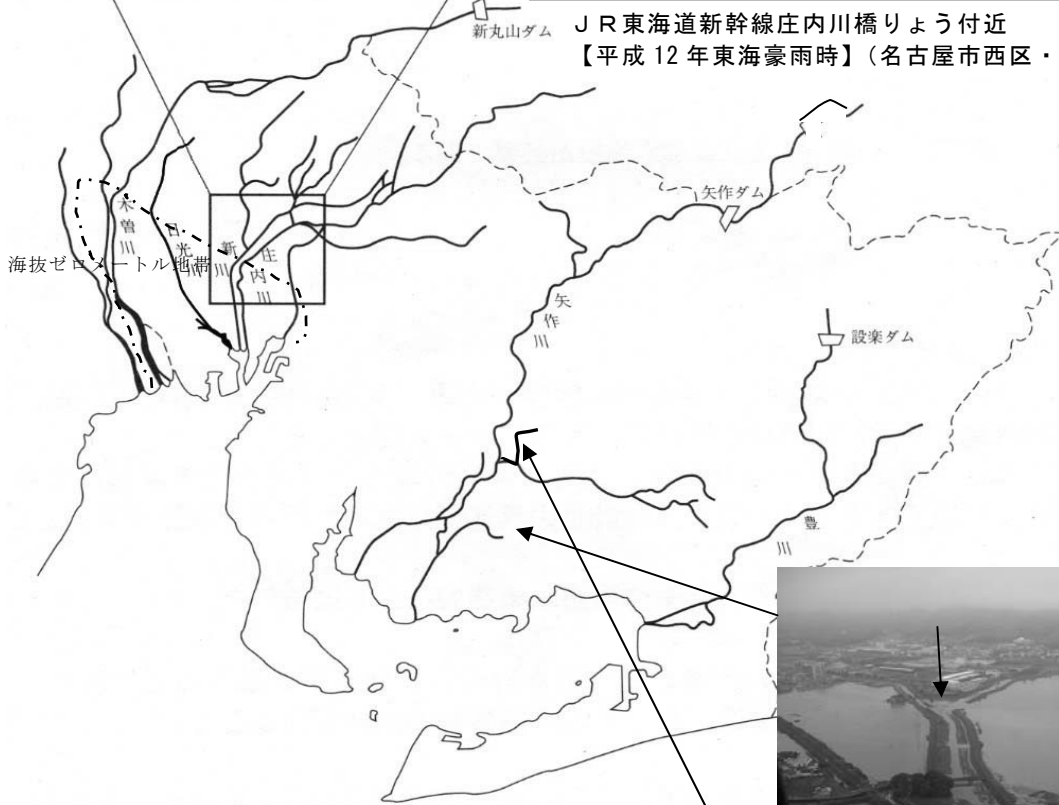 新丸山ダム
ＪＲ東海道新幹線庄内川橋りょう付近
【平成 12 年東海豪雨時】（名古屋市西区・
矢作ダム
木曽川
日光川
新川
庄内川
海抜ゼロメートル地帯
矢作川
設楽ダム
豊川